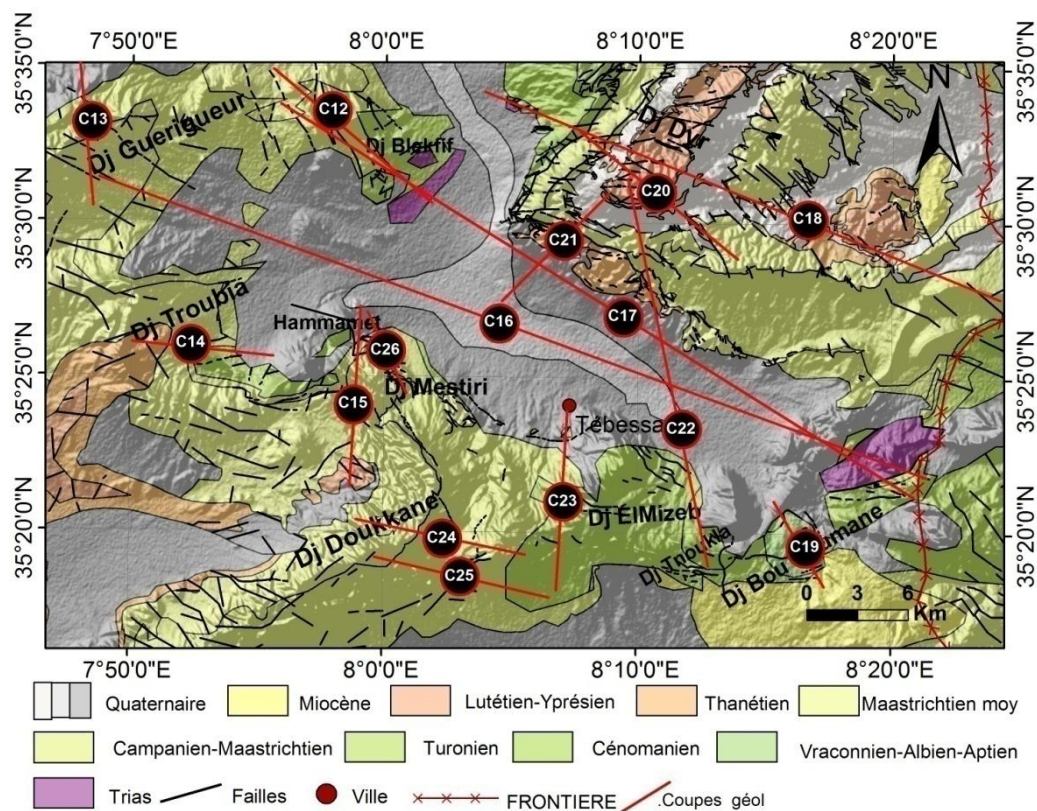 7°50'0"E 8°0'0"E 8°10'0"E 8°20'0"E
35°35'0"N 35°35'0"N
N
C13 C12
Dj Guerigueur
Dj Dyr
Dj Blekfif
C20
35°30'0"N 35°30'0"N
C21 C18
Dj Troubia
C16 C17
Hammamet
C14 C26
35°25'0"N 35°25'0"N
Dj Mestiri
C15
Tébessa
C22
C23
Dj ElMizeb
35°20'0"N 35°20'0"N
Dj Doukkane
C24
C19
C25
0 3 6
Km
7°50'0"E 8°0'0"E 8°10'0"E 8°20'0"E
Quaternaire Miocène Lutétien-Yprésien Thanétien Maastrichtien moy
Campanien-Maastrichtien Turonien Cénomanien Vraconnien-Albien-Aptien
Trias Failles Ville FRONTIERE .Coupes géol